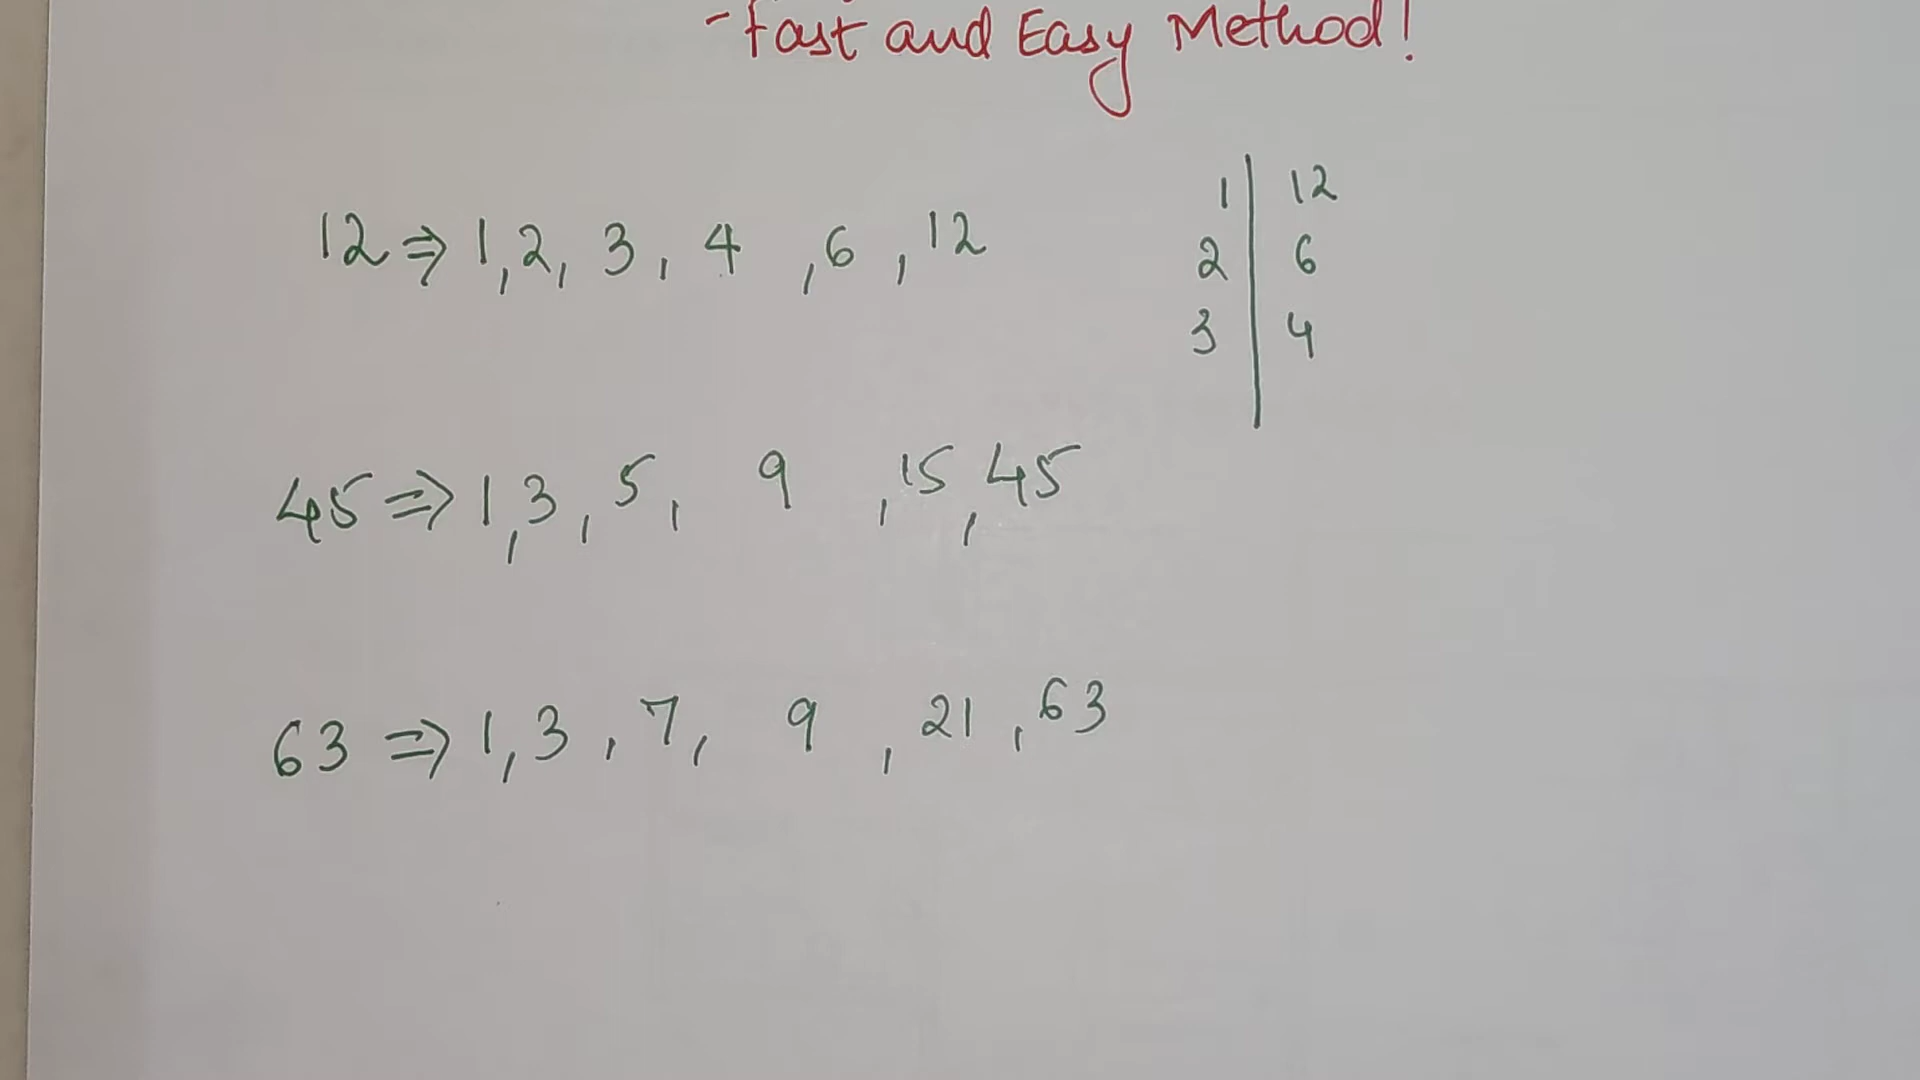 - Fast and Easy Method!
12 ⇒ 1, 2, 3, 4, 6, 12
1 | 12
2 | 6
3 | 4
45 ⇒ 1, 3, 5, 9, 15, 45
63 ⇒ 1, 3, 7, 9, 21, 63